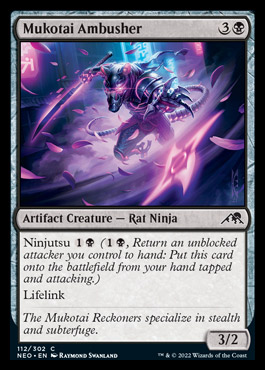 Mukotai Ambusher 3
Ninjutsu 1 (1, Return an unblocked
attacker you control to hand: Put this card
onto the battlefield from your hand tapped
and attacking.)
Lifelink
The Mukotai Reckoners specialize in stealth
and subterfuge.
Artifact Creature — Rat Ninja
3/2
112/302 C
NEO • EN RAYMOND SWANLAND
™ & © 2022 Wizards of the Coast